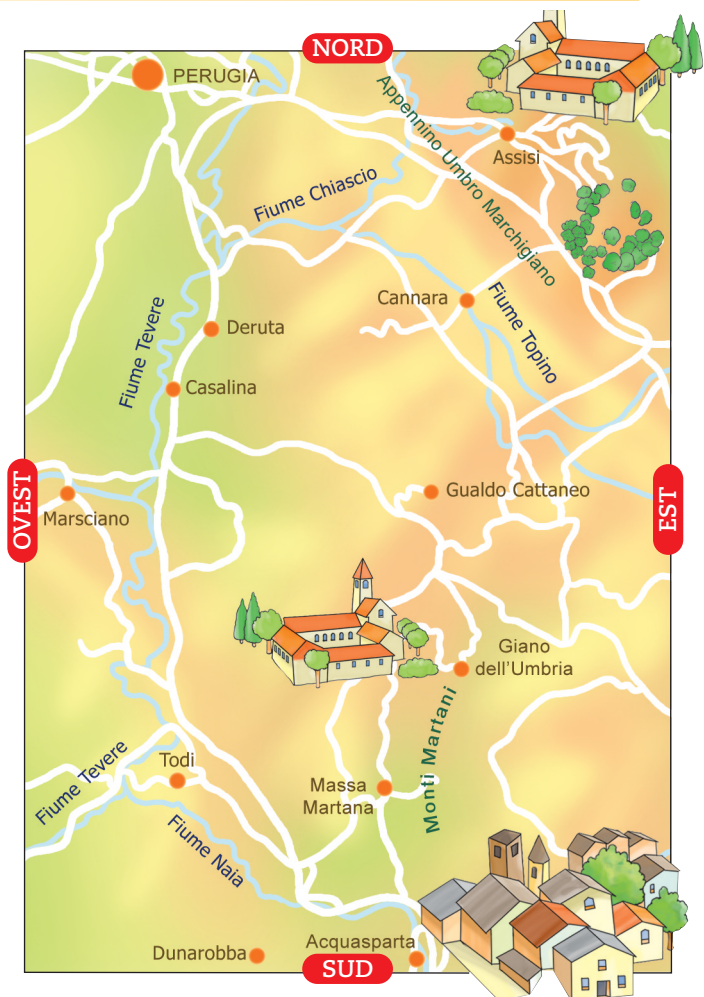 NORD
PERUGIA
Appennino Umbro Marchigiano
Assisi
Fiume Chiascio
Cannara
Fiume Topino
Fiume Tevere
Deruta
Casalina
OVEST
EST
Gualdo Cattaneo
Marsciano
Giano
dell'Umbria
Monti Martani
Fiume Tevere
Todi
Massa
Martana
Fiume Naia
Dunarobba
Acquasparta
SUD